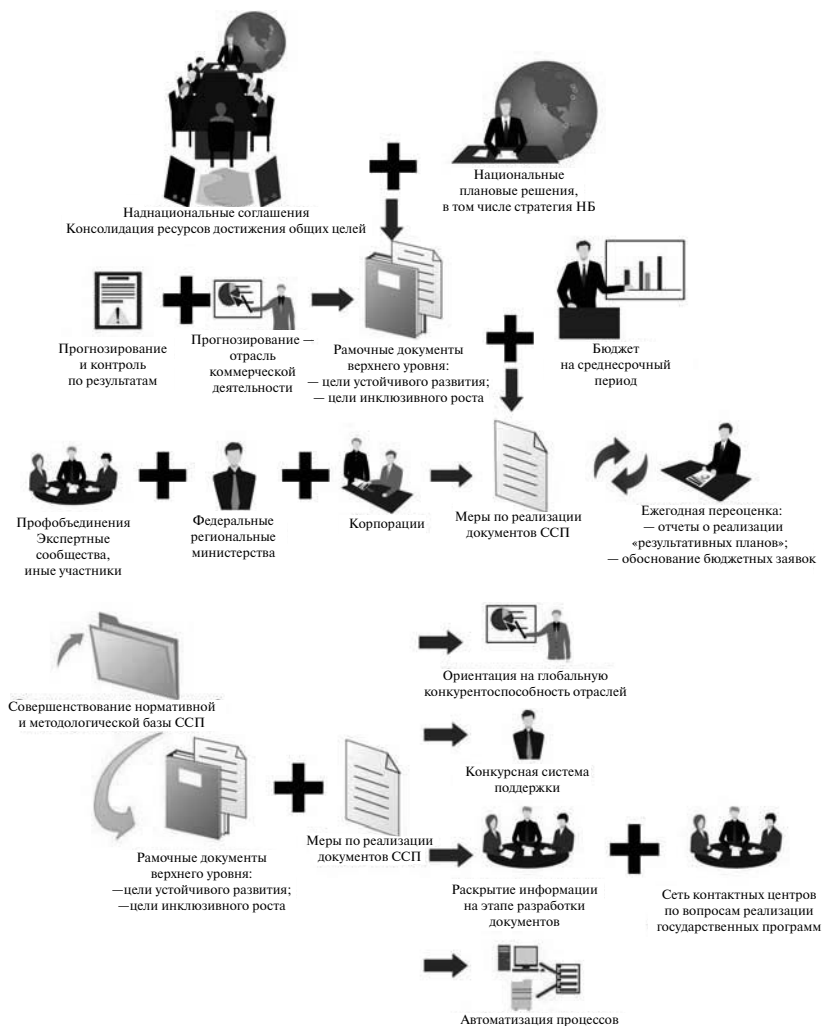 Наднациональные соглашения
Консолидация ресурсов достижения общих целей
Национальные
плановые решения,
в том числе стратегия НБ
Прогнозирование
и контроль
по результатам
Прогнозирование —
отрасль
коммерческой
деятельности
Рамочные документы
верхнего уровня:
— цели устойчивого развития;
— цели инклюзивного роста
Бюджет
на среднесрочный
период
Профобъединения
Экспертные
сообщества,
иные участники
Федеральные
региональные
министерства
Корпорации
Меры по реализации
документов ССП
Ежегодная переоценка:
— отчеты о реализации
«результативных планов»;
— обоснование бюджетных заявок
Совершенствование нормативной
и методологической базы ССП
Рамочные документы
верхнего уровня:
—цели устойчивого развития;
—цели инклюзивного роста
Меры по реализации
документов ССП
Ориентация на глобальную
конкурентоспособность отраслей
Конкурсная система
поддержки
Раскрытие информации
на этапе разработки
документов
Сеть контактных центров
по вопросам реализации
государственных программ
Автоматизация процессов